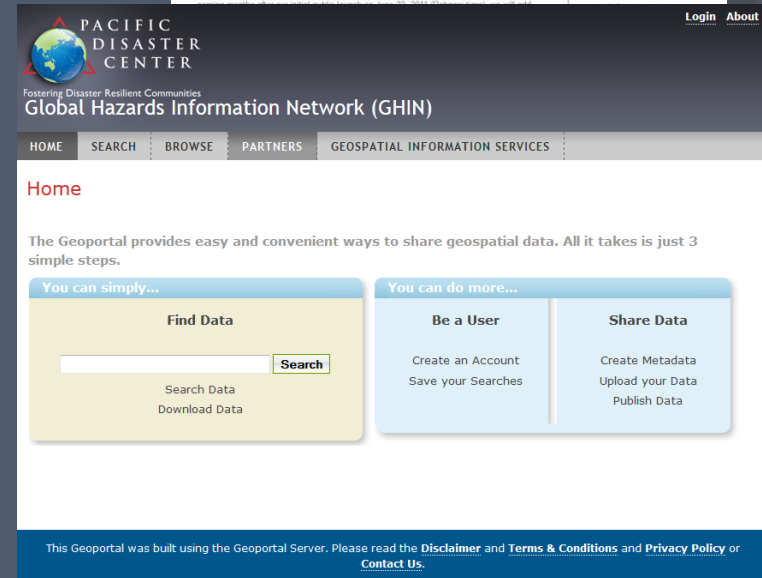 Login About
PACIFIC
DISASTER
CENTER
Fostering Disaster Resilient Communities
Global Hazards Information Network (GHIN)
HOME SEARCH BROWSE PARTNERS GEOSPATIAL INFORMATION SERVICES
Home
The Geoportal provides easy and convenient ways to share geospatial data. All it takes is just 3
simple steps.
You can simply...
Find Data
Search
Search Data
Download Data
You can do more...
Be a User
Create an Account
Save your Searches
Share Data
Create Metadata
Upload your Data
Publish Data
This Geoportal was built using the Geoportal Server. Please read the Disclaimer and Terms & Conditions and Privacy Policy or
Contact Us.